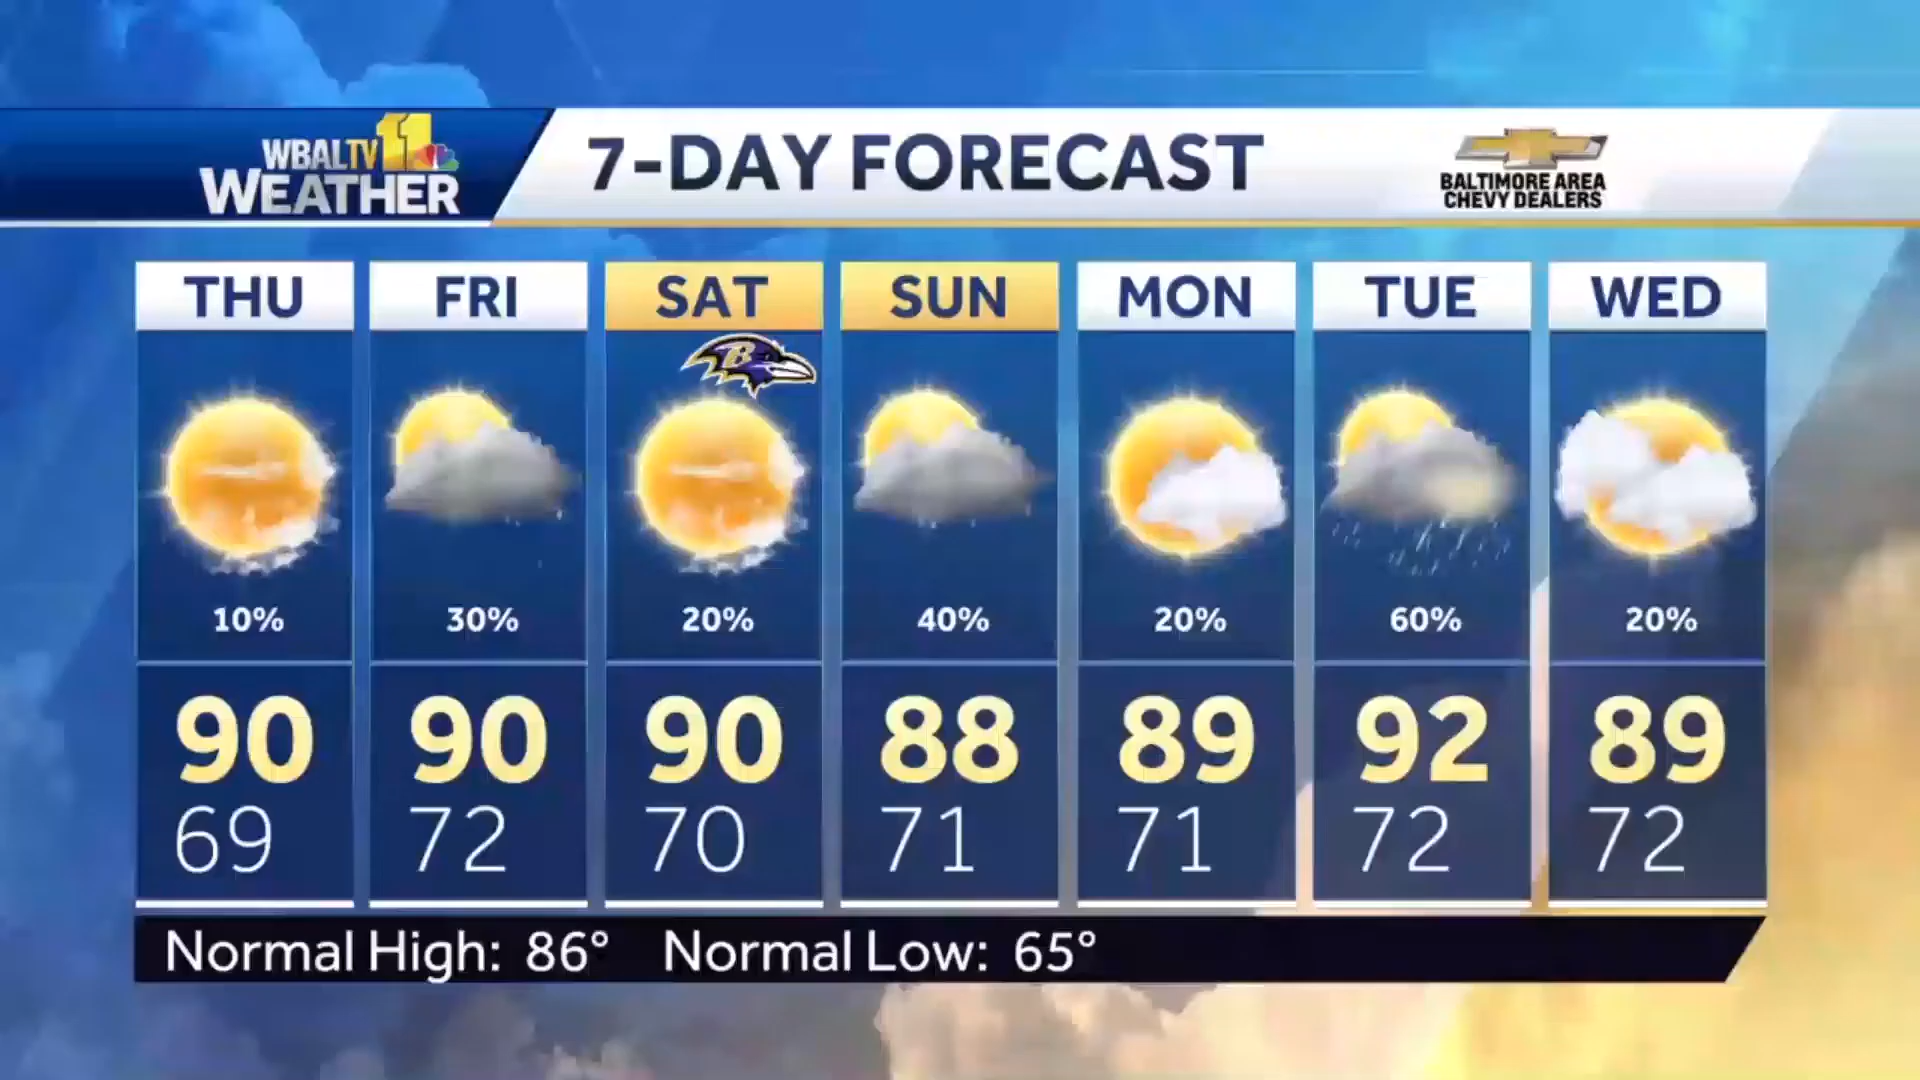 WBALTV 11
WEATHER
7-DAY FORECAST
BALTIMORE AREA
CHEVY DEALERS
THU FRI SAT SUN MON TUE WED
B
10% 30% 20% 40% 20% 60% 20%
90 90 90 88 89 92 89
69 72 70 71 71 72 72
Normal High: 86° Normal Low: 65°